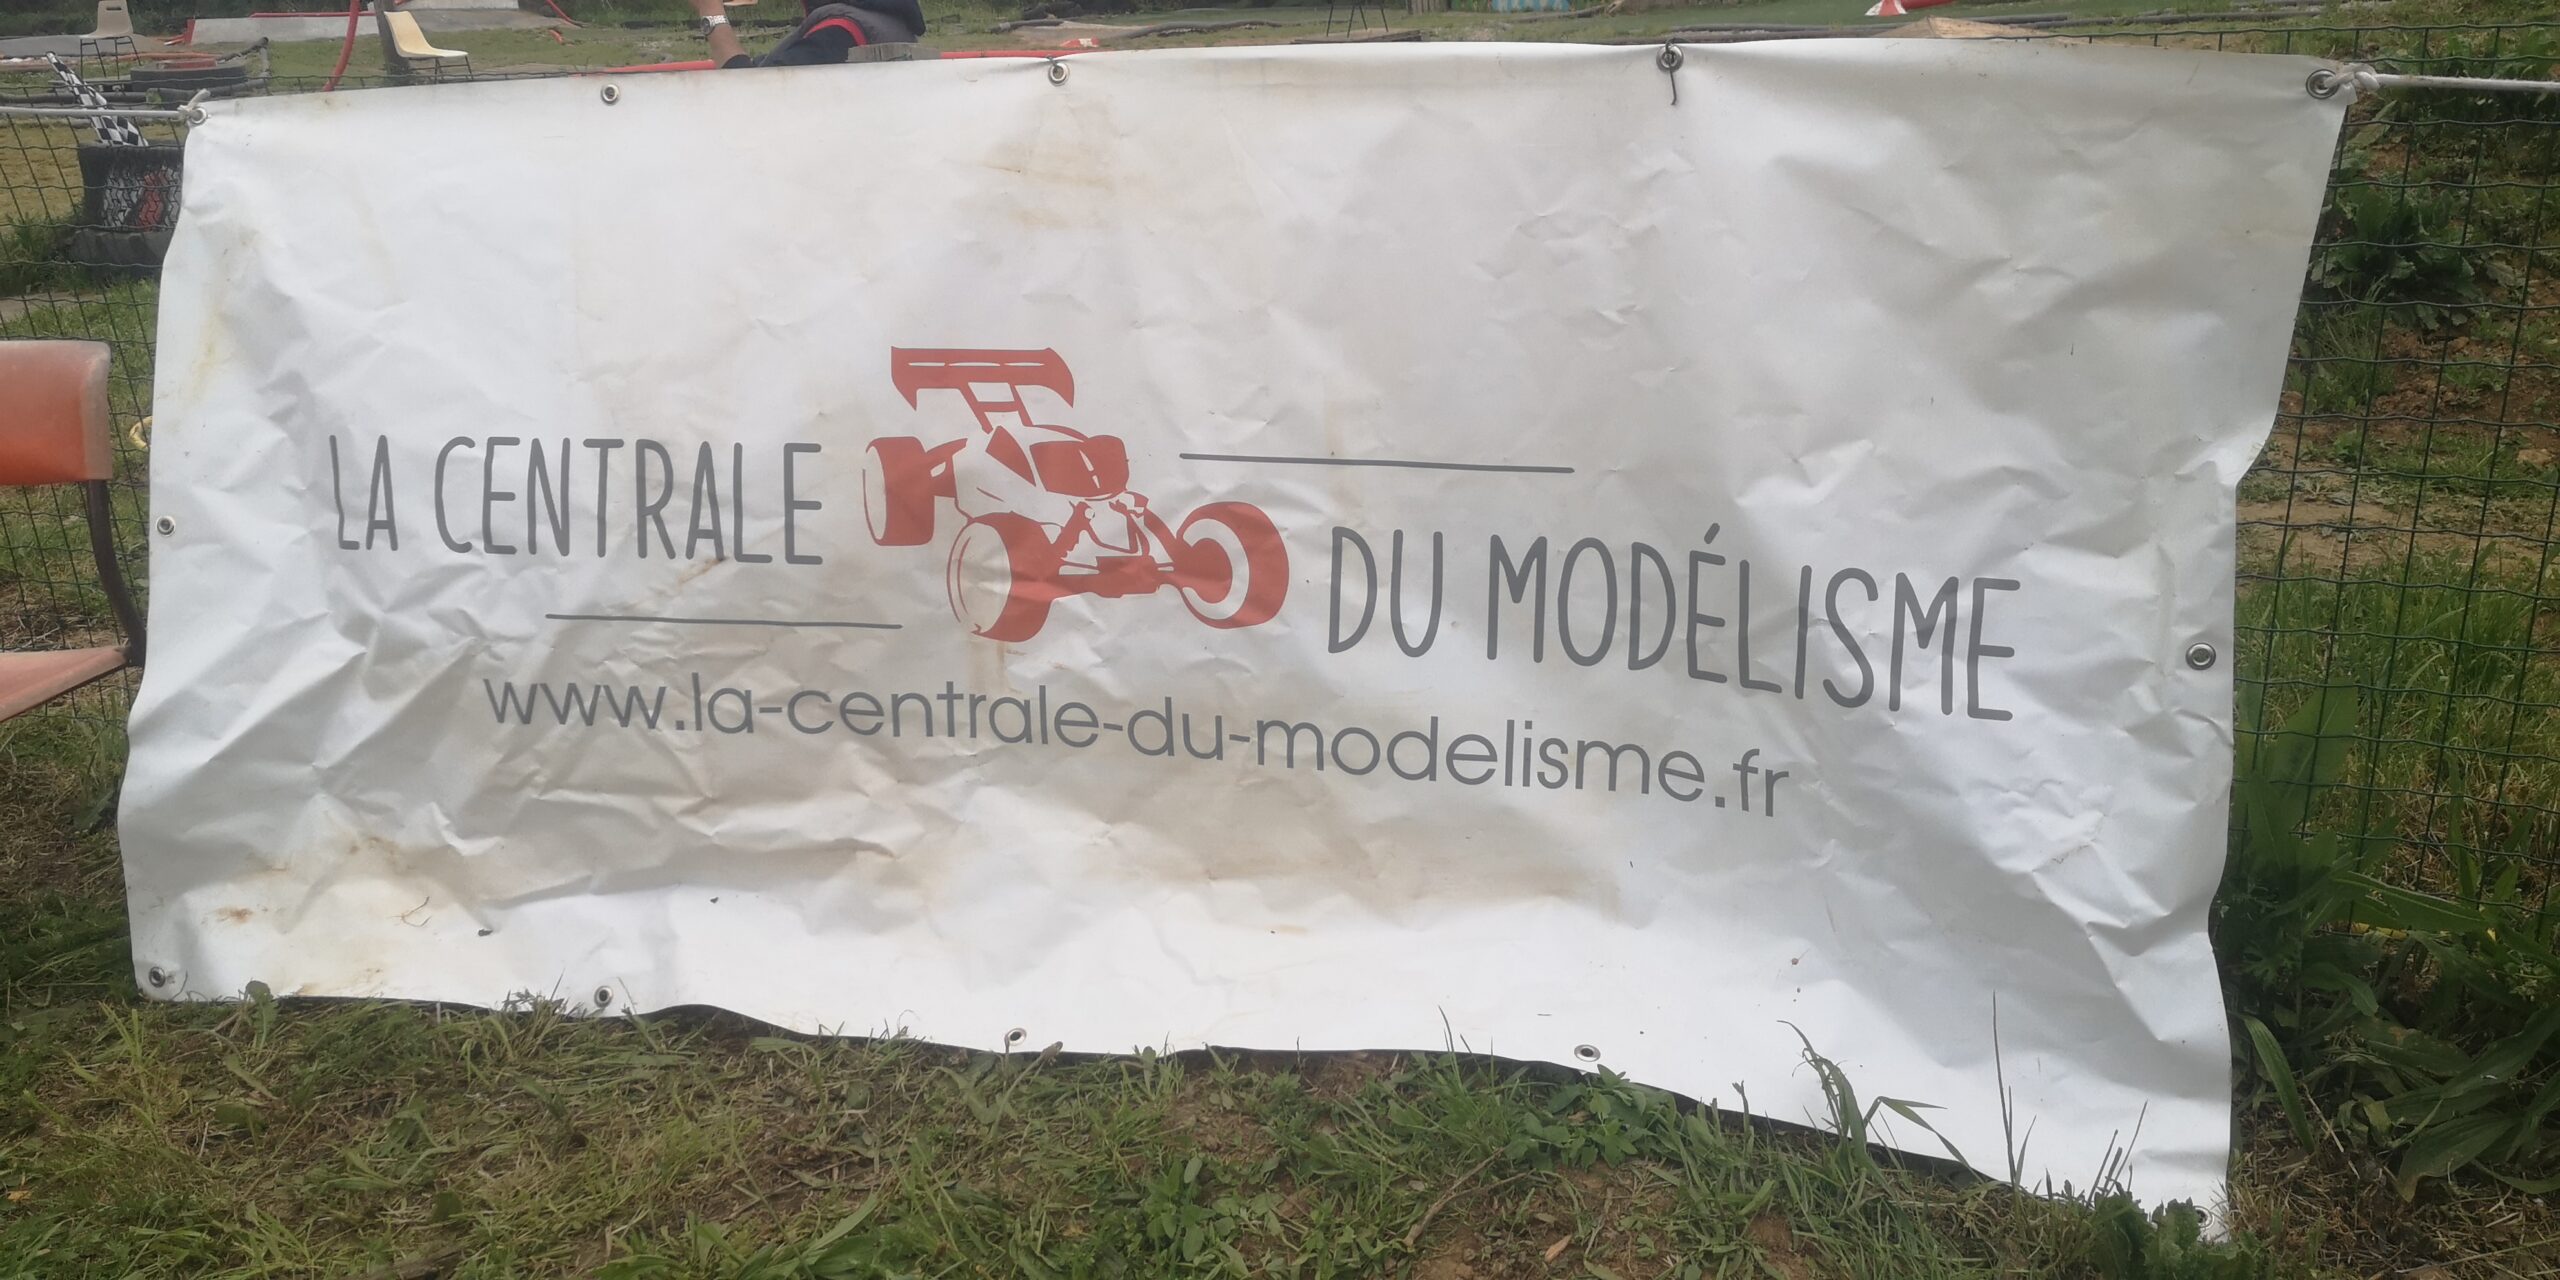 LA CENTRALE DU MODÉLISME
www.la-centrale-du-modelisme.fr